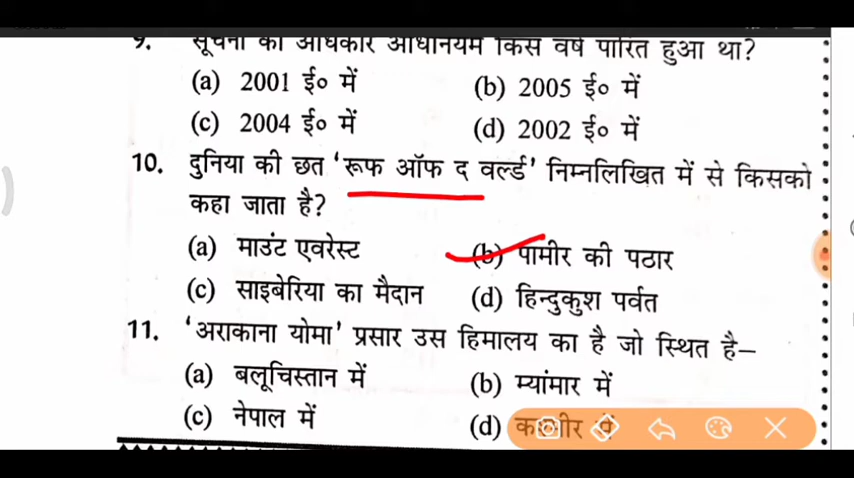 9. सूचना का अधिकार अधिनियम किस वर्ष पारित हुआ था?
(a) 2001 ई० में (b) 2005 ई० में
(c) 2004 ई० में (d) 2002 ई० में
10. दुनिया की छत ‘रूफ ऑफ द वर्ल्ड’ निम्नलिखित में से किसको
कहा जाता है?
(a) माउंट एवरेस्ट (b) पामीर की पठार
(c) साइबेरिया का मैदान (d) हिन्दुकुश पर्वत
11. ‘अराकाना योमा’ प्रसार उस हिमालय का है जो स्थित है–
(a) बलूचिस्तान में (b) म्यांमार में
(c) नेपाल में (d) कश्मीर में